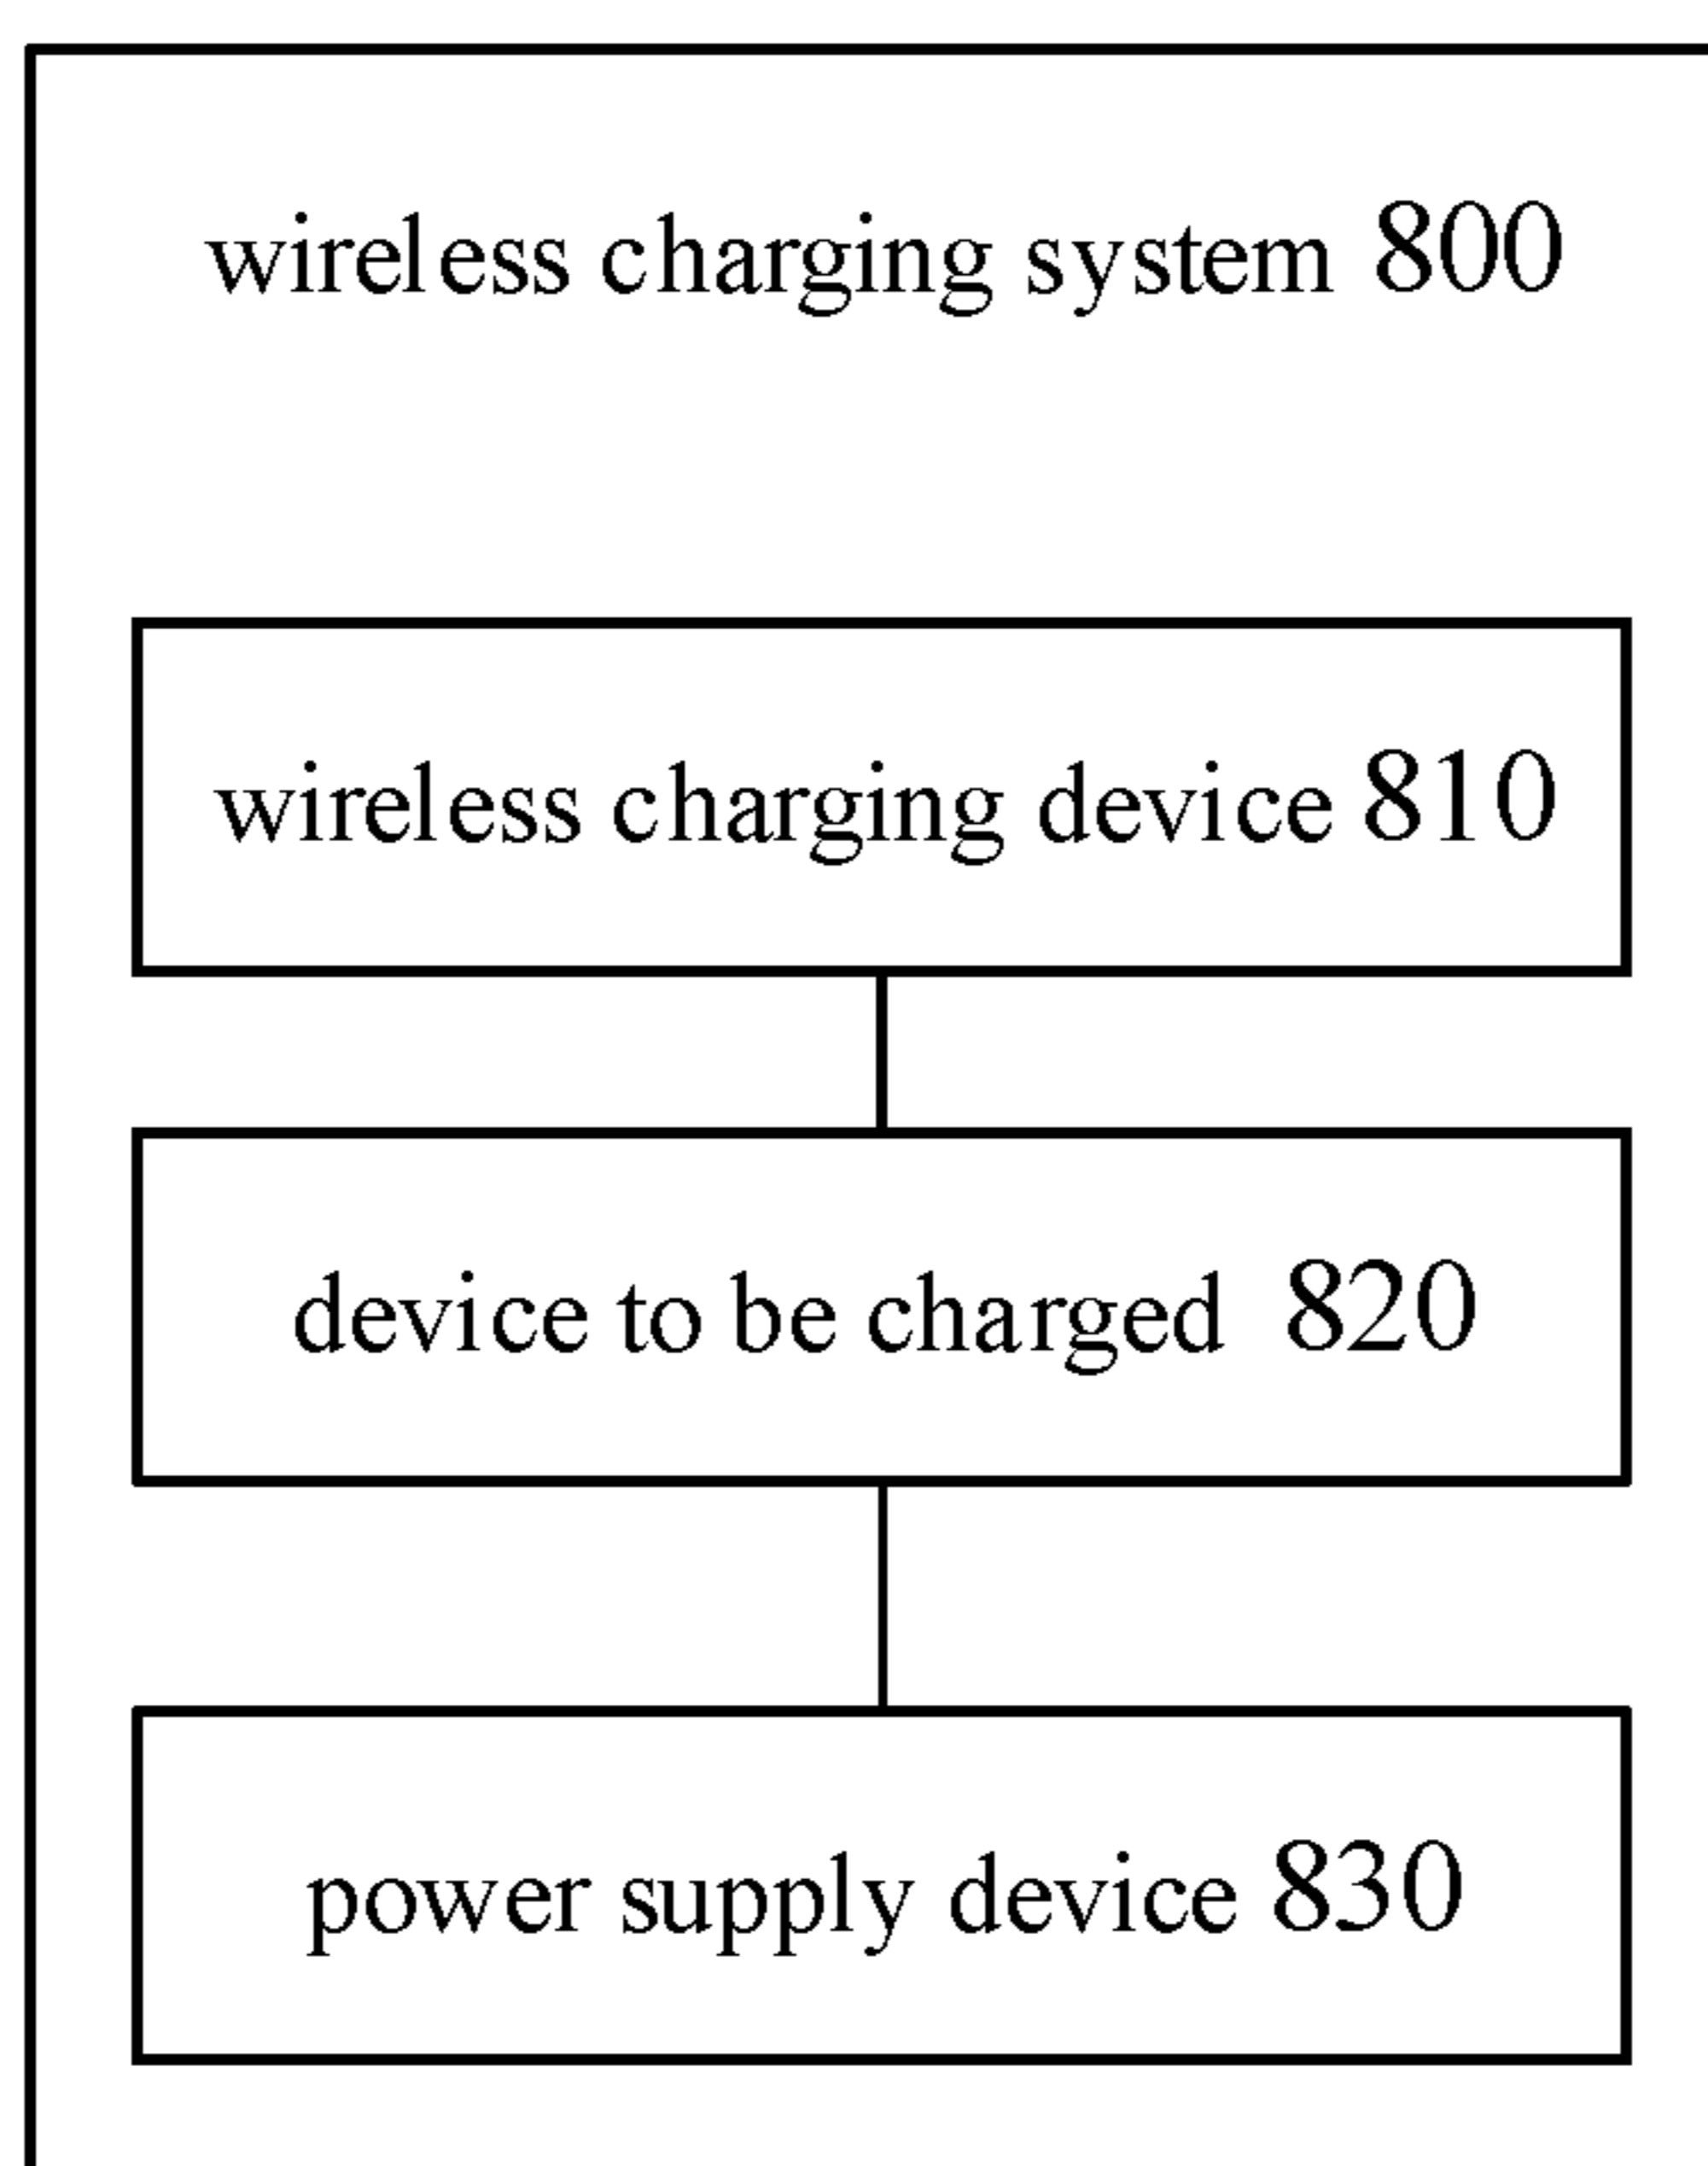 wireless charging system 800
wireless charging device 810
device to be charged 820
power supply device 830